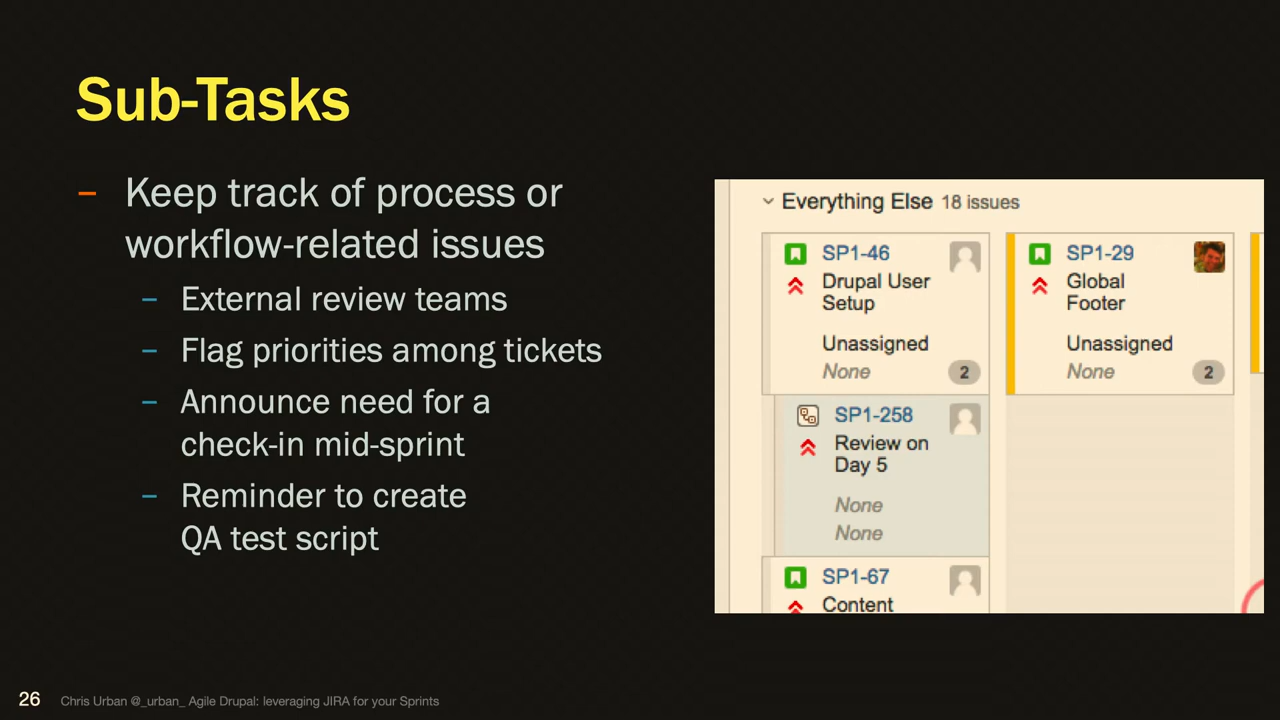 Sub-Tasks
– Keep track of process or
workflow-related issues
– External review teams
– Flag priorities among tickets
– Announce need for a
check-in mid-sprint
– Reminder to create
QA test script
Everything Else 18 issues
SP1-46
Drupal User
Setup
Unassigned
None 2
SP1-29
Global
Footer
Unassigned
None 2
SP1-258
Review on
Day 5
None
None
SP1-67
Content
26 Chris Urban @_urban_ Agile Drupal: leveraging JIRA for your Sprints